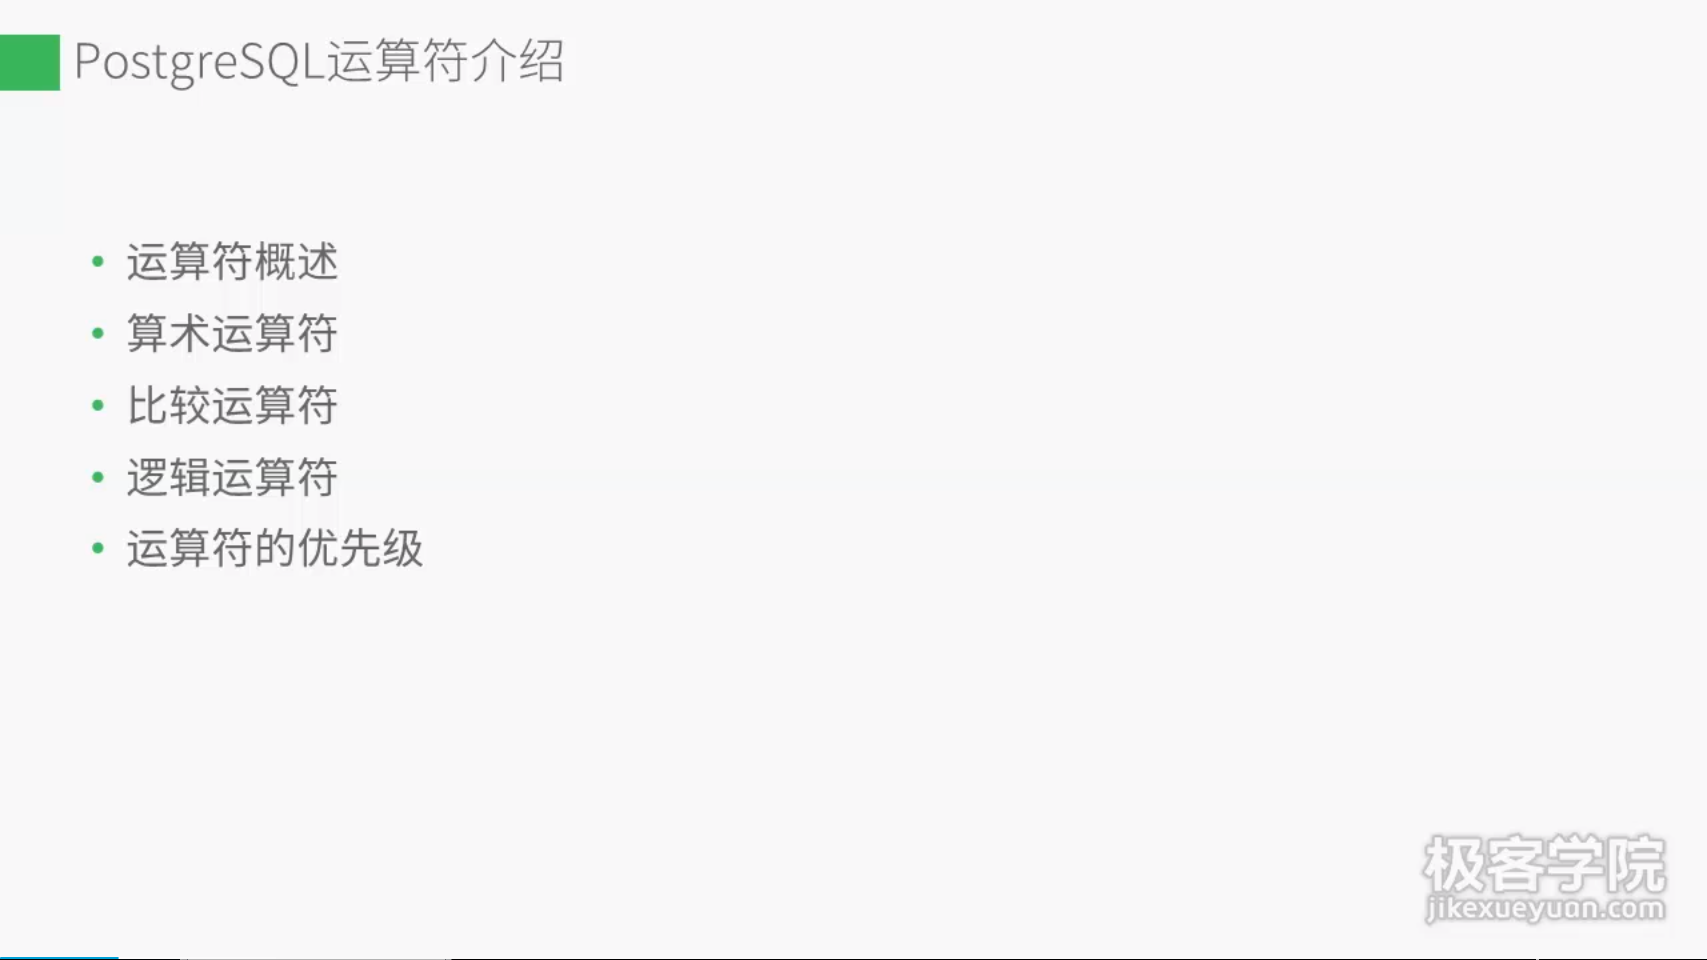 PostgreSQL运算符介绍
• 运算符概述
• 算术运算符
• 比较运算符
• 逻辑运算符
• 运算符的优先级
极客学院
jikexueyuan.com